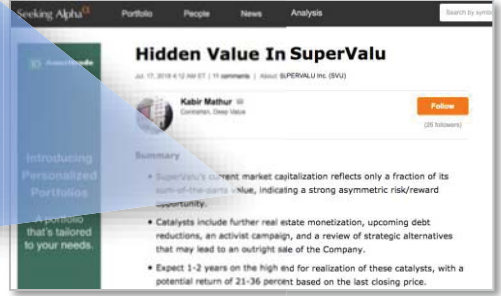 Seeking Alpha α
Portfolio People News Analysis
Search by symbo
Hidden Value In SuperValu
Jul. 17, 2018 4:12 AM ET | 11 comments | About: SUPERVALU Inc. (SVU)
Kabir Mathur
Contrarian, Deep Value
Follow
(26 followers)
Introducing
Personalized
Portfolios
A portfolio
that's tailored
to your needs.
Summary
• SuperValu's current market capitalization reflects only a fraction of its
sum-of-the-parts value, indicating a strong asymmetric risk/reward
opportunity.
• Catalysts include further real estate monetization, upcoming debt
reductions, an activist campaign, and a review of strategic alternatives
that may lead to an outright sale of the Company.
• Expect 1-2 years on the high end for realization of these catalysts, with a
potential return of 21-36 percent based on the last closing price.